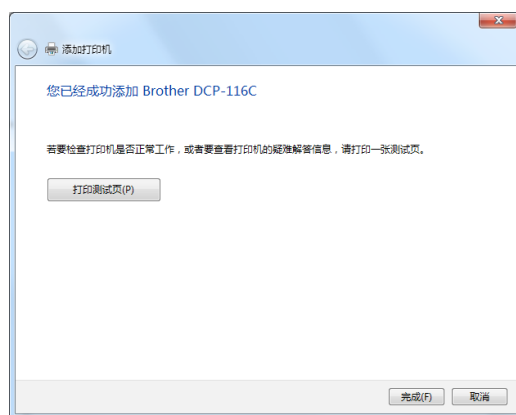 添加打印机
您已经成功添加 Brother DCP-116C
若要检查打印机是否正常工作，或者要查看打印机的疑难解答信息，请打印一张测试页。
打印测试页(P)
完成(F)
取消